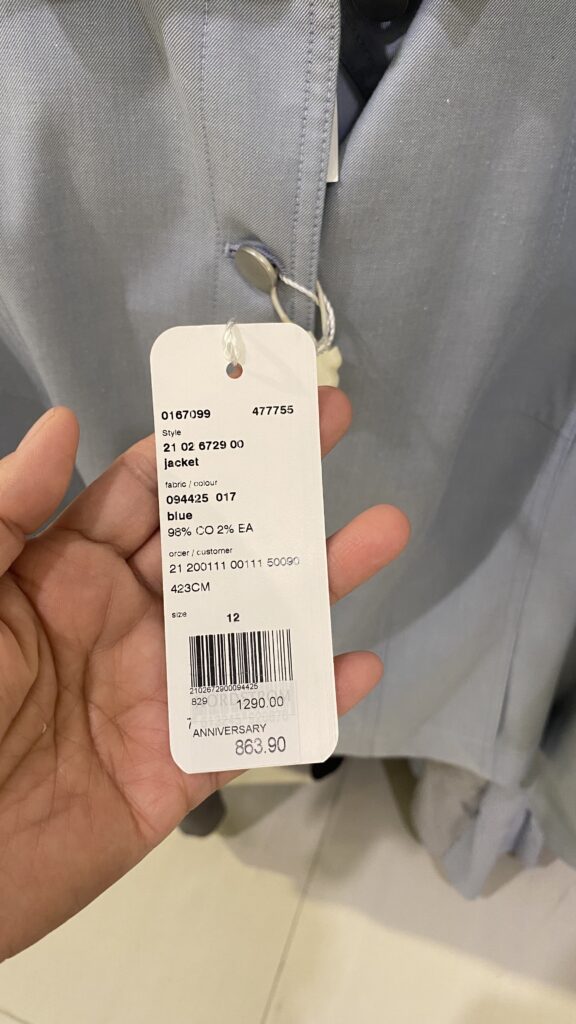 0167099 477755
Style
21 02 6729 00
jacket
fabric / colour
094425 017
blue
98% CO 2% EA
order / customer
21 200111 00111 50090
423CM
size 12
2102672900094425
829 1290.00
7
ANNIVERSARY
863.90